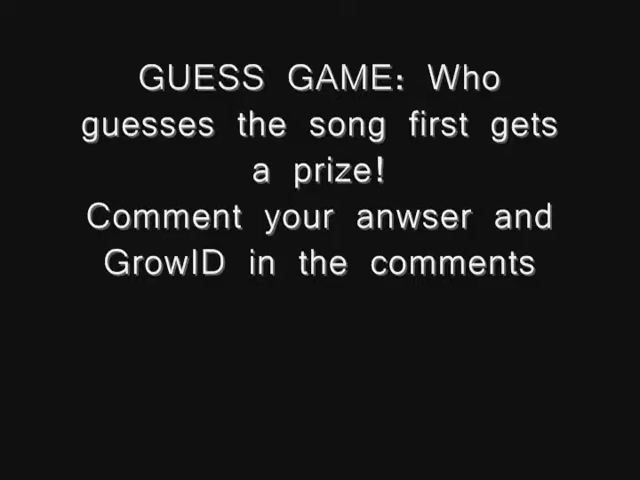 GUESS GAME: Who
guesses the song first gets
a prize!
Comment your anwser and
GrowID in the comments